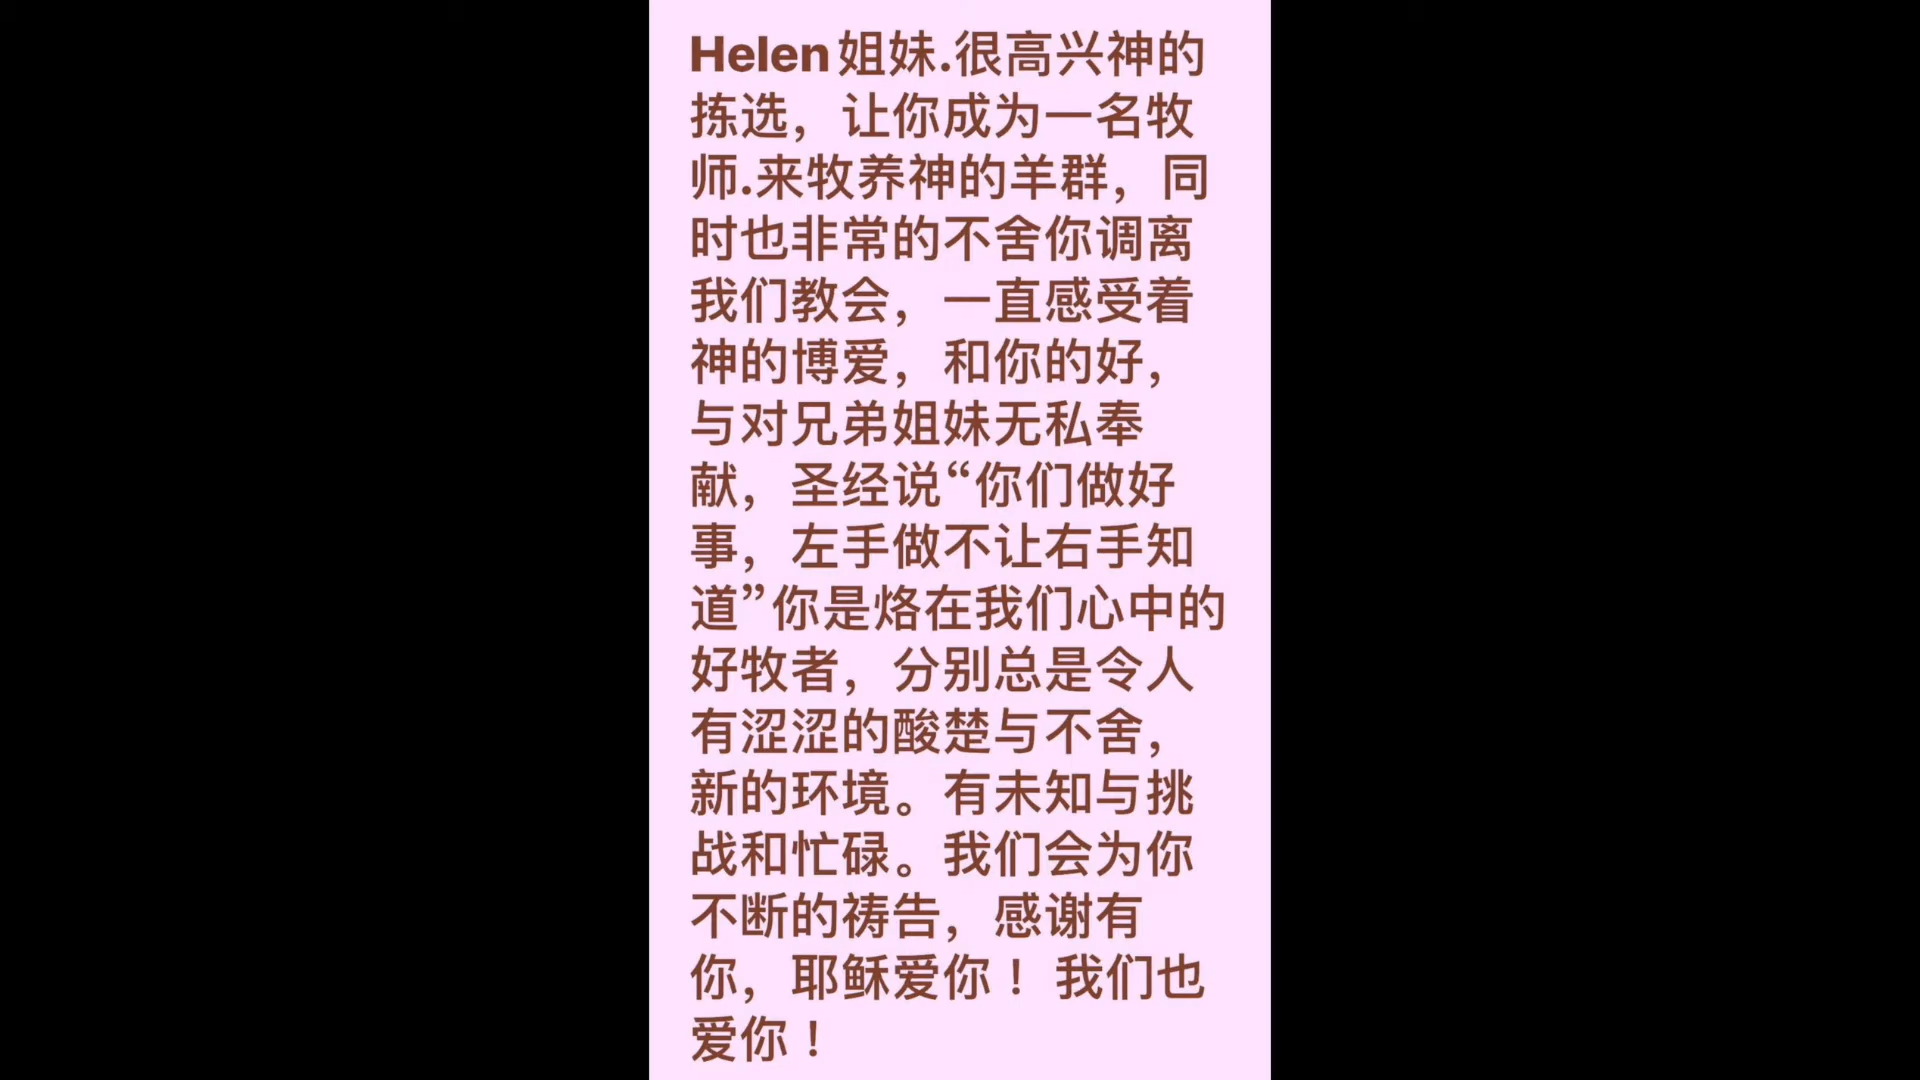 Helen姐妹.很高兴神的
拣选，让你成为一名牧
师.来牧养神的羊群，同
时也非常的不舍你调离
我们教会，一直感受着
神的博爱，和你的好，
与对兄弟姐妹无私奉
献，圣经说“你们做好
事，左手做不让右手知
道”你是烙在我们心中的
好牧者，分别总是令人
有涩涩的酸楚与不舍，
新的环境。有未知与挑
战和忙碌。我们会为你
不断的祷告，感谢有
你，耶稣爱你！我们也
爱你！